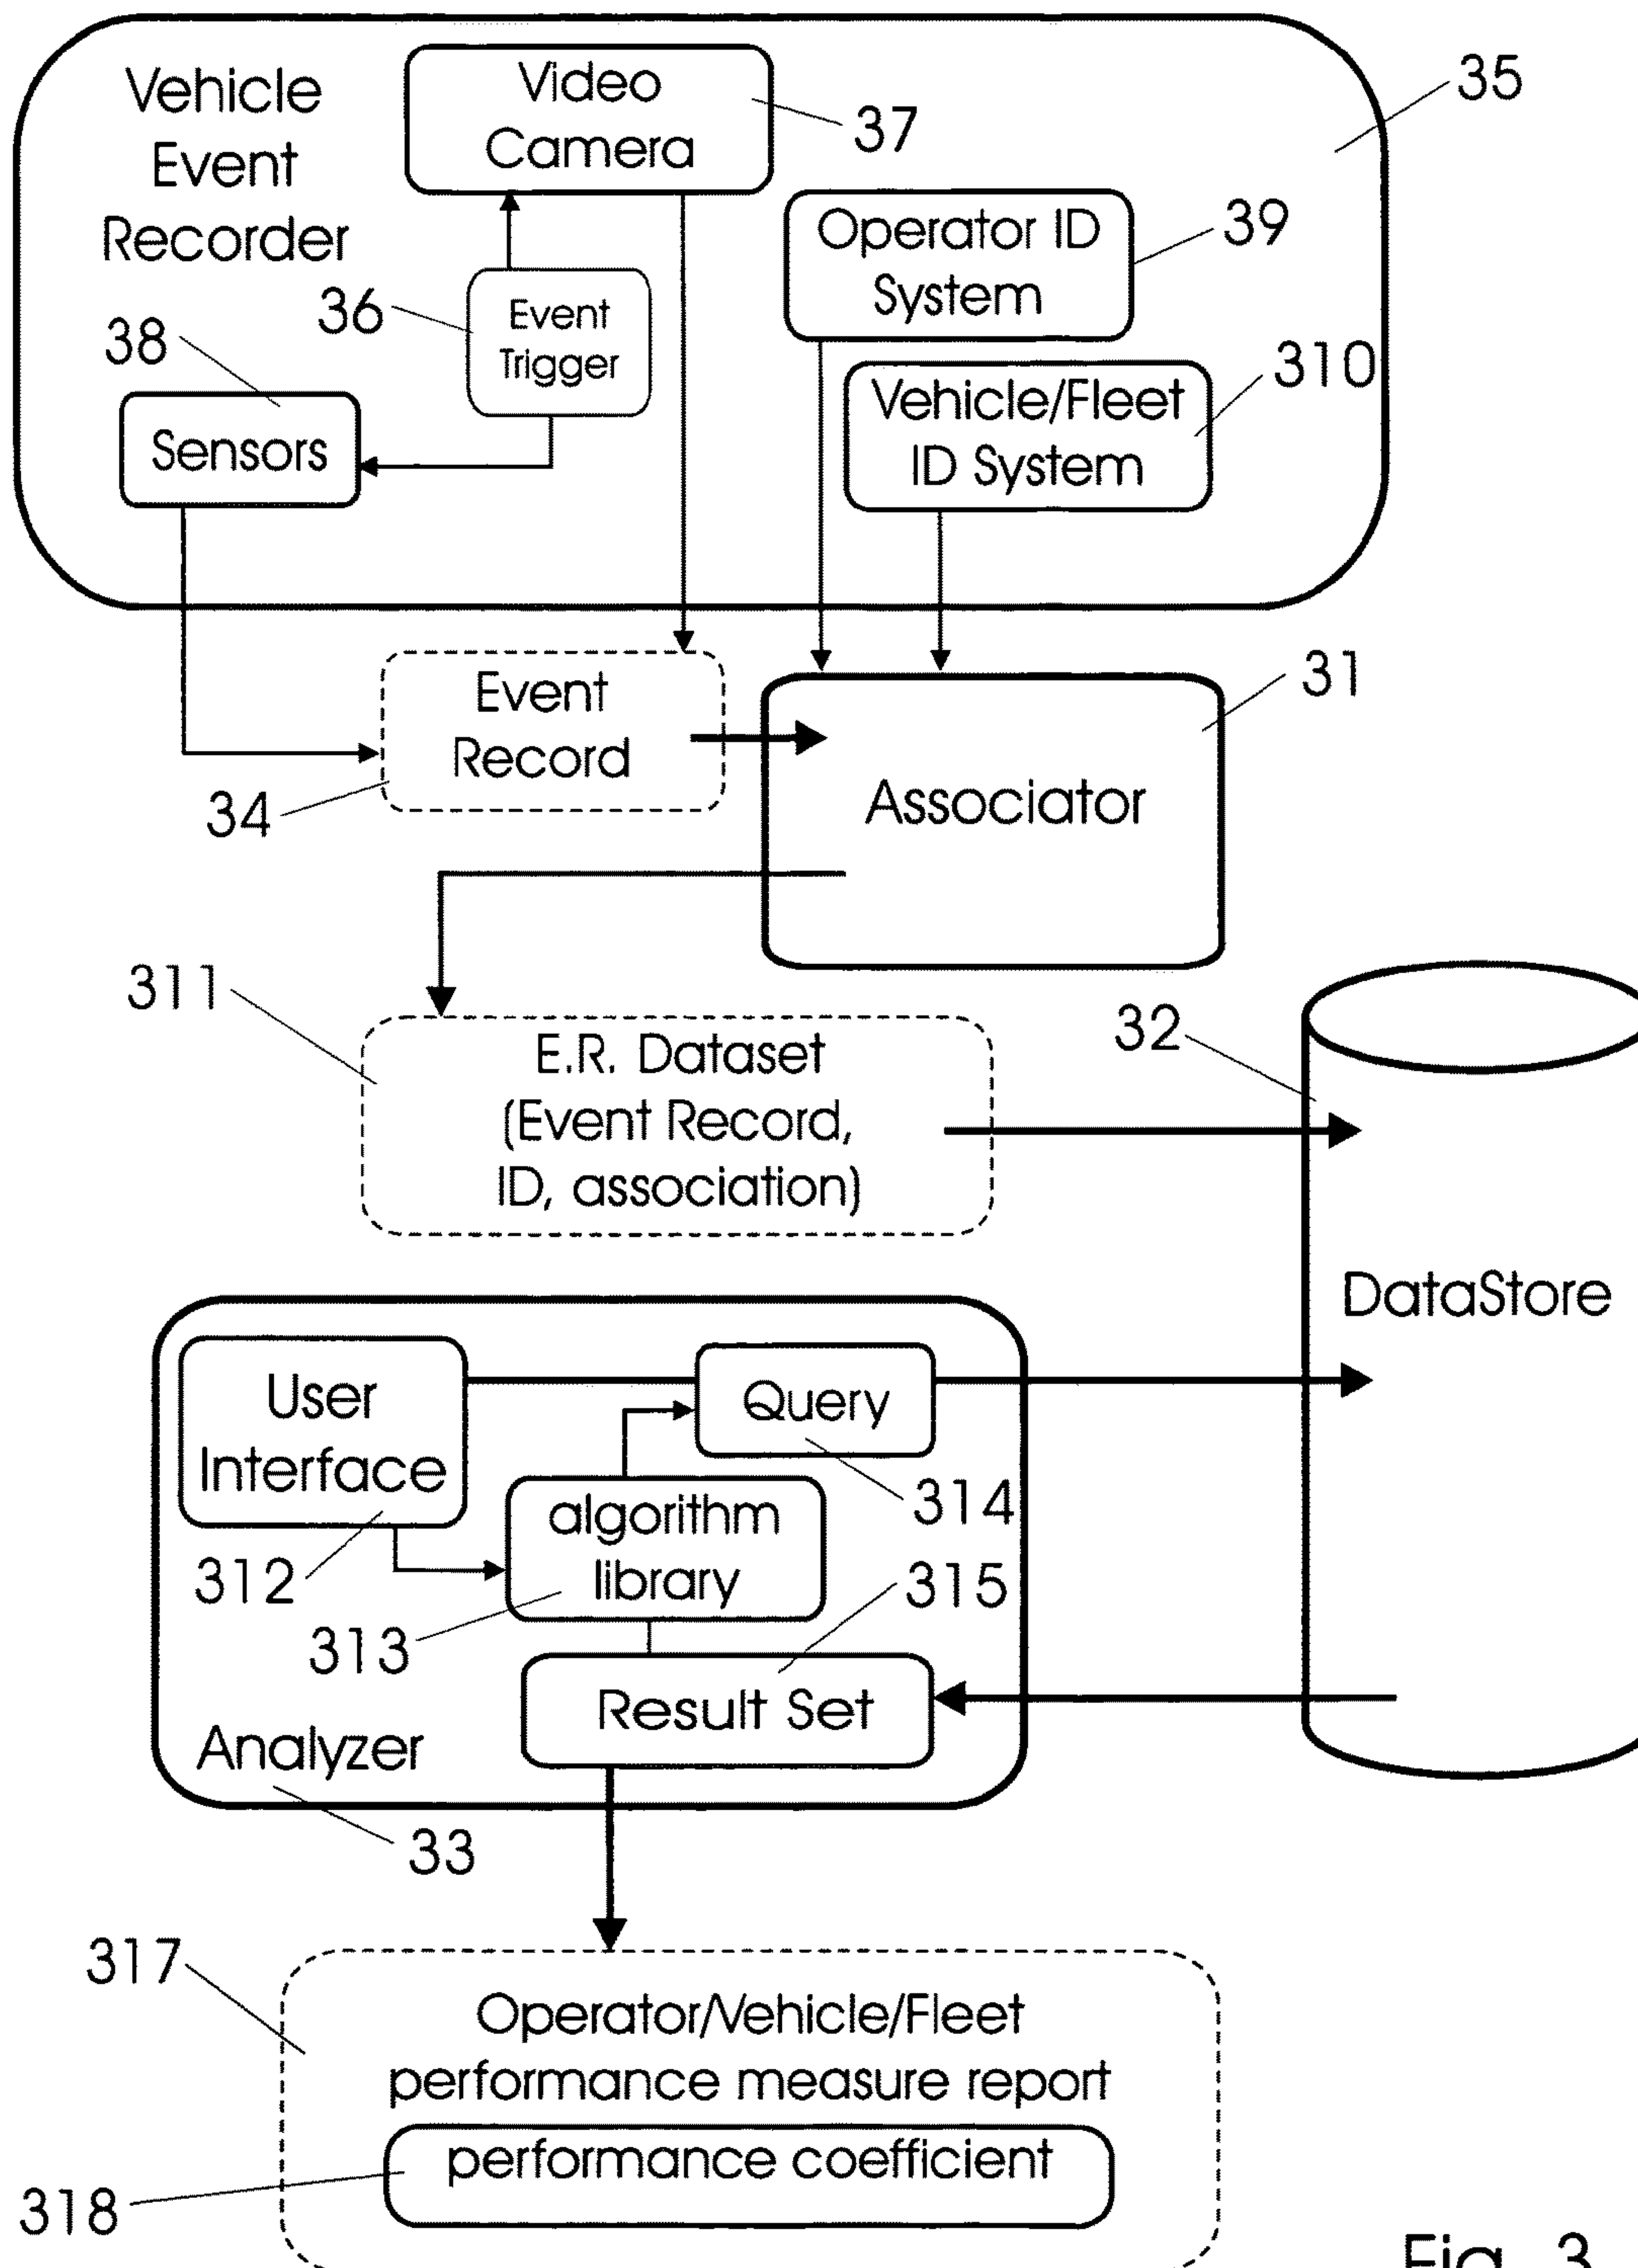 Vehicle
Event
Recorder
Video
Camera
37
35
Operator ID
System
39
36
Event
Trigger
38
Sensors
Vehicle/Fleet
ID System
310
Event
Record
34
31
Associator
311
E.R. Dataset
(Event Record,
ID, association)
32
DataStore
User
Interface
Query
314
312
algorithm
library
313
315
Result Set
Analyzer
33
317
Operator/Vehicle/Fleet
performance measure report
performance coefficient
318
Fig. 3